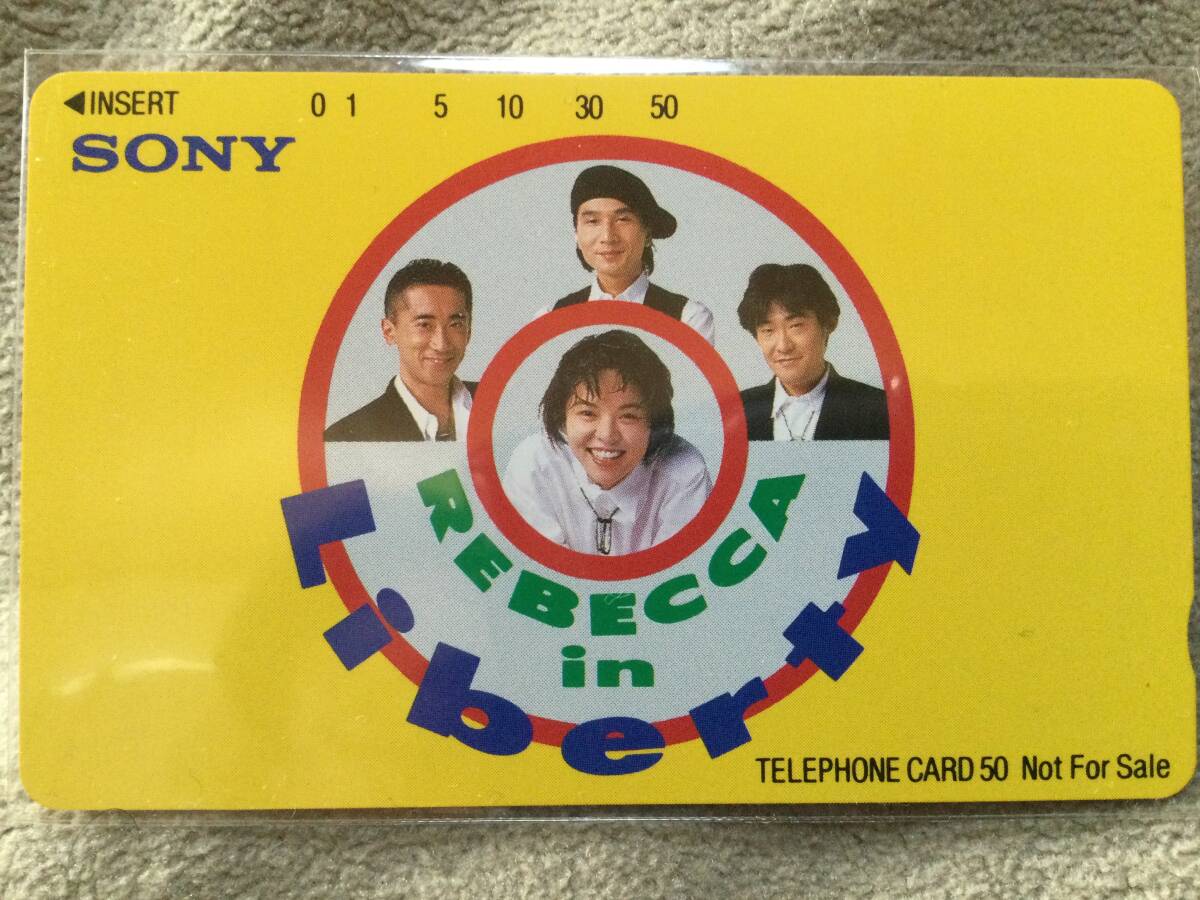 ◀INSERT 0 1 5 10 30 50
SONY
REBECCA
in
Liberty
TELEPHONE CARD 50 Not For Sale